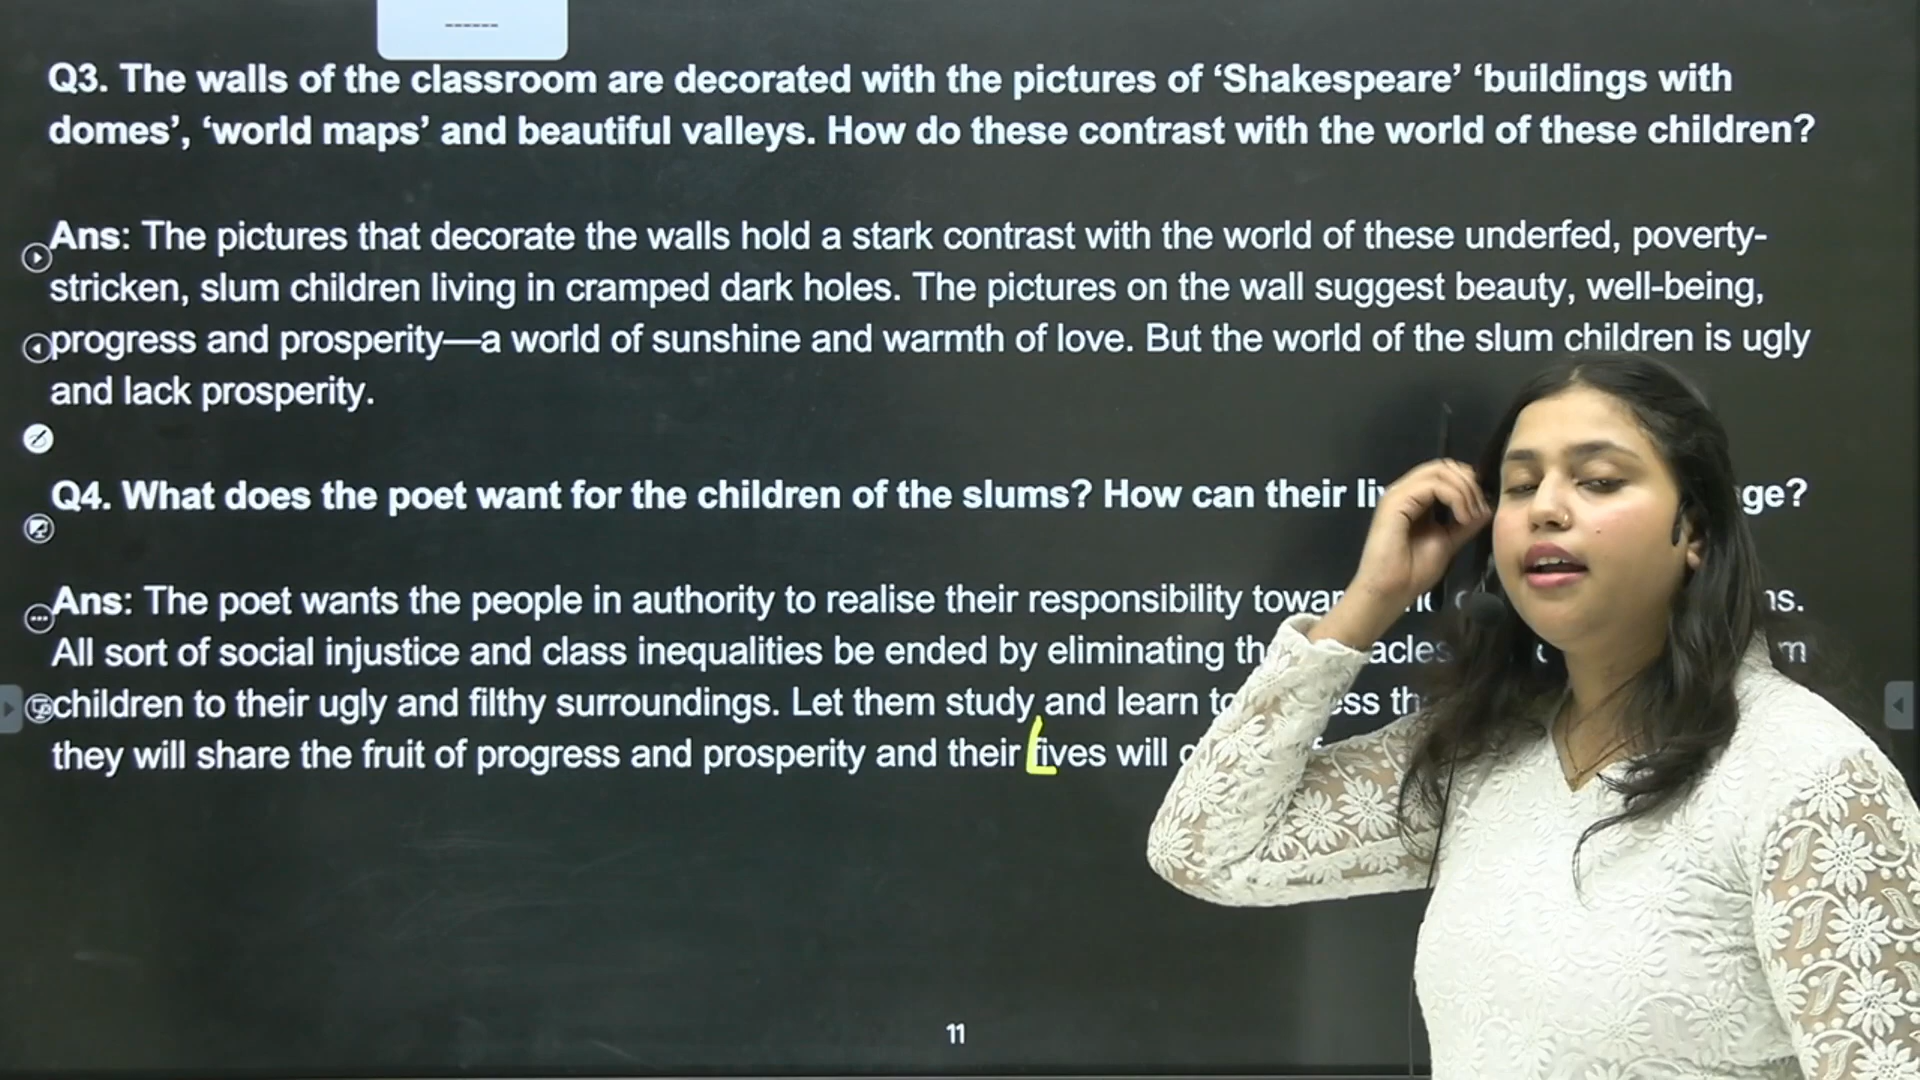 ------
Q3. The walls of the classroom are decorated with the pictures of ‘Shakespeare’ ‘buildings with
domes’, ‘world maps’ and beautiful valleys. How do these contrast with the world of these children?
Ans: The pictures that decorate the walls hold a stark contrast with the world of these underfed, poverty-
stricken, slum children living in cramped dark holes. The pictures on the wall suggest beauty, well-being,
progress and prosperity—a world of sunshine and warmth of love. But the world of the slum children is ugly
and lack prosperity.
Q4. What does the poet want for the children of the slums? How can their
Ans: The poet wants the people in authority to realise their responsibility
All sort of social injustice and class inequalities be ended by eliminating
children to their ugly and filthy surroundings. Let them study and learn
they will share the fruit of progress and prosperity and their lives will
11